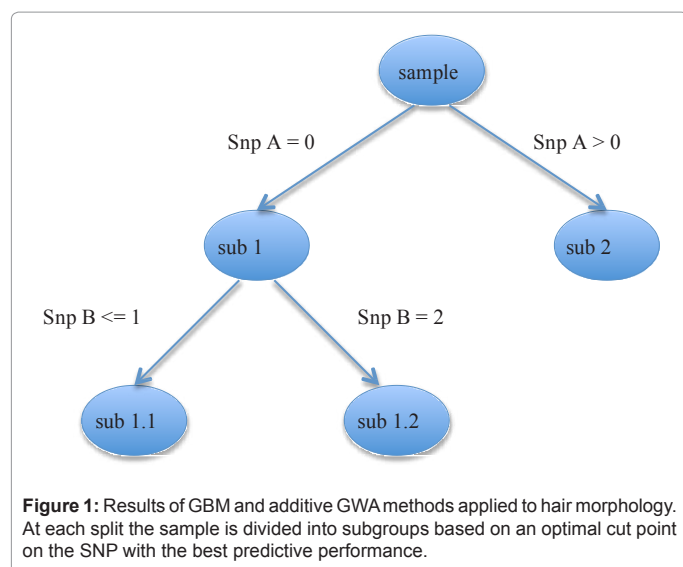 sample
Snp A = 0
Snp A > 0
sub 1
sub 2
Snp B <= 1
Snp B = 2
sub 1.1
sub 1.2
Figure 1: Results of GBM and additive GWA methods applied to hair morphology.
At each split the sample is divided into subgroups based on an optimal cut point
on the SNP with the best predictive performance.